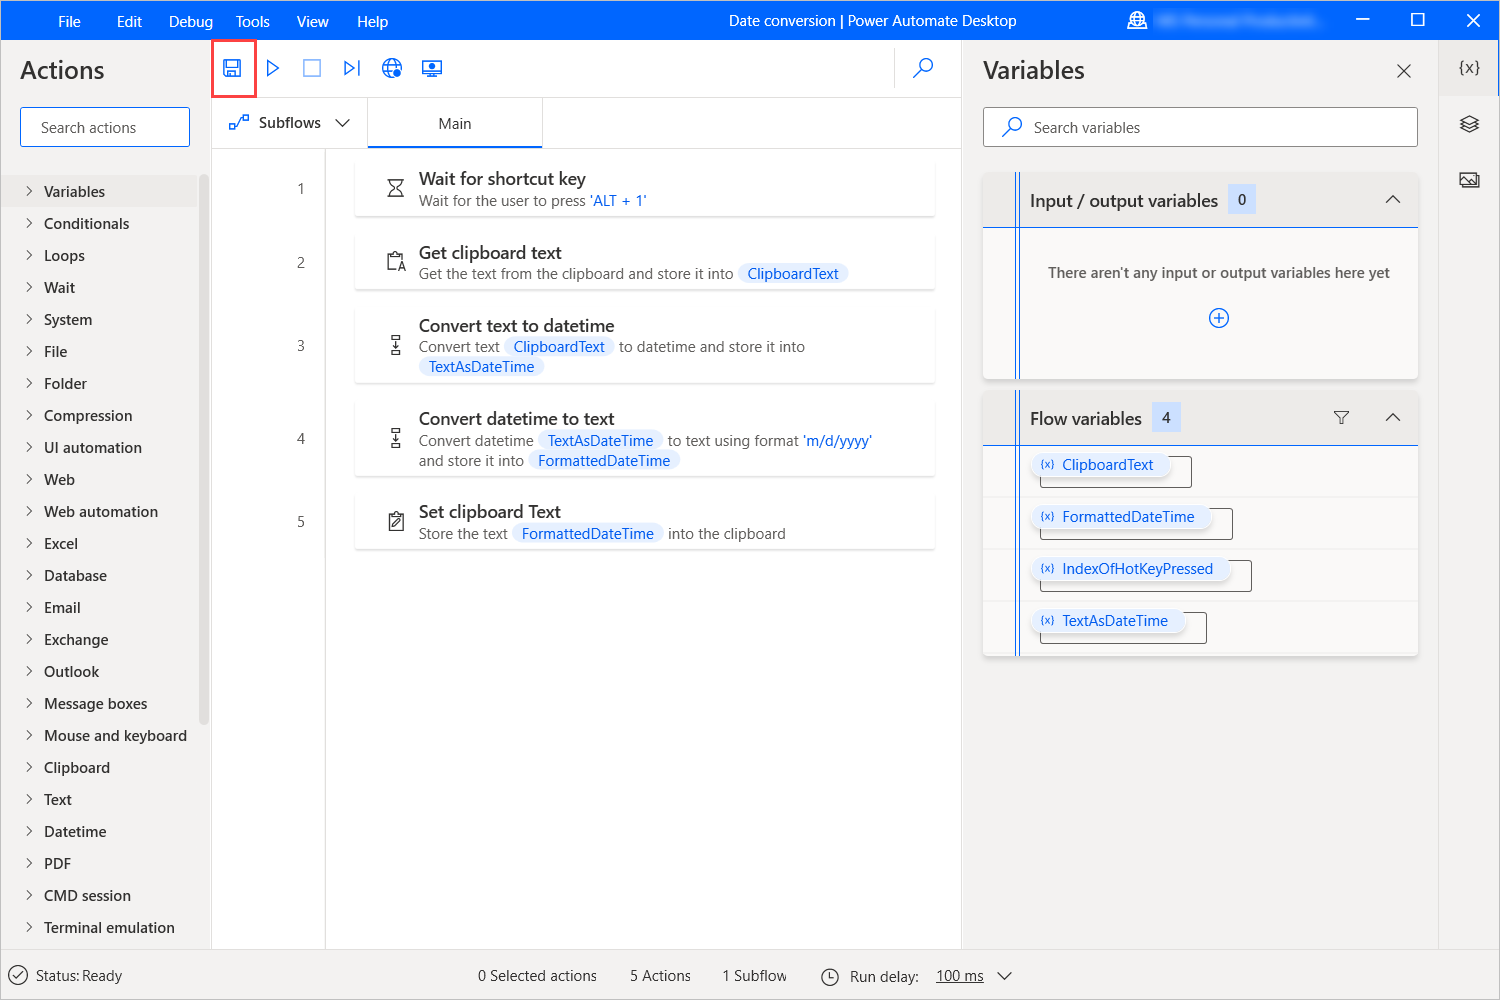 File Edit Debug Tools View Help Date conversion | Power Automate Desktop
Actions
Search actions
Variables
Conditionals
Loops
Wait
System
File
Folder
Compression
UI automation
Web
Web automation
Excel
Database
Email
Exchange
Outlook
Message boxes
Mouse and keyboard
Clipboard
Text
Datetime
PDF
CMD session
Terminal emulation
Subflows Main
1 Wait for shortcut key
Wait for the user to press 'ALT + 1'
2 Get clipboard text
Get the text from the clipboard and store it into ClipboardText
3 Convert text to datetime
Convert text ClipboardText to datetime and store it into
TextAsDateTime
4 Convert datetime to text
Convert datetime TextAsDateTime to text using format 'm/d/yyyy'
and store it into FormattedDateTime
5 Set clipboard Text
Store the text FormattedDateTime into the clipboard
Variables
{x}
Search variables
Input / output variables 0
There aren't any input or output variables here yet
Flow variables 4
{x} ClipboardText
{x} FormattedDateTime
{x} IndexOfHotKeyPressed
{x} TextAsDateTime
Status: Ready 0 Selected actions 5 Actions 1 Subflow Run delay: 100 ms